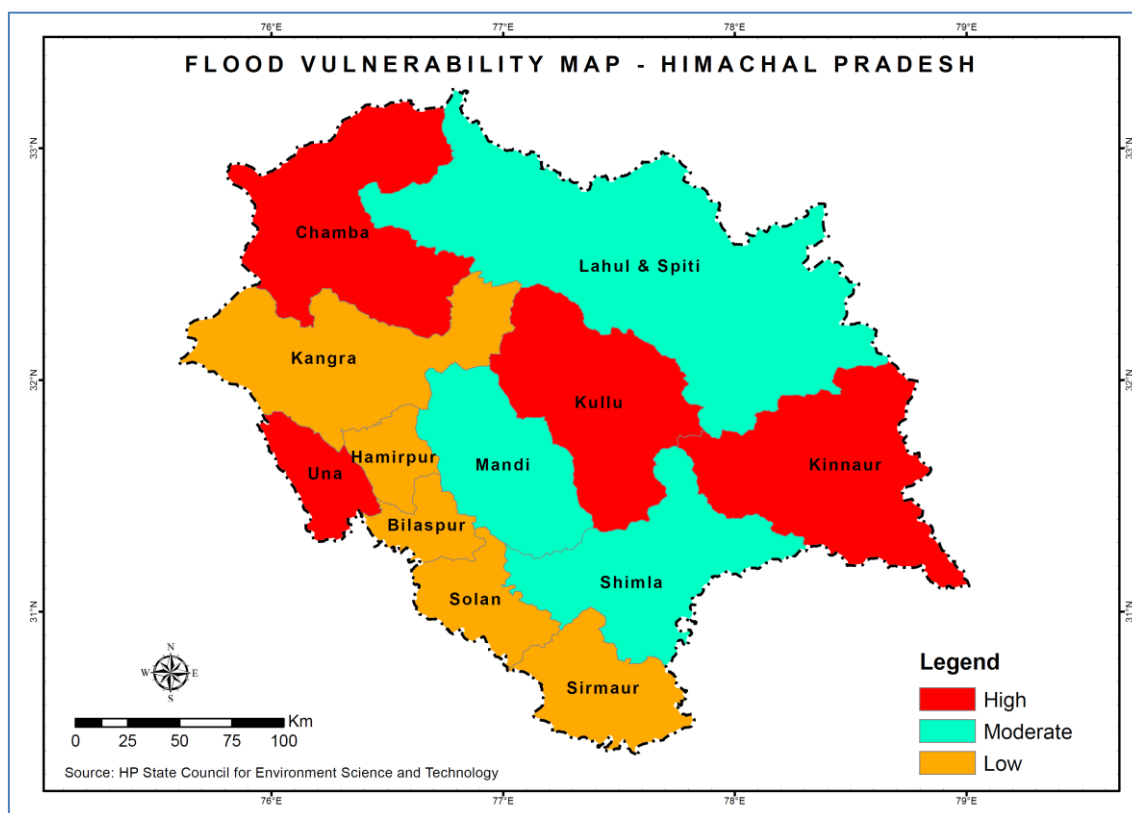 FLOOD VULNERABILITY MAP - HIMACHAL PRADESH
76°E
77°E
78°E
79°E
33°N
33°N
Chamba
Lahul & Spiti
Kangra
32°N
32°N
Kullu
Hamirpur
Mandi
Kinnaur
Una
Bilaspur
Shimla
Solan
31°N
31°N
Sirmaur
N
W
E
S
Km
0 25 50 75 100
Source: HP State Council for Environment Science and Technology
Legend
High
Moderate
Low
76°E
77°E
78°E
79°E